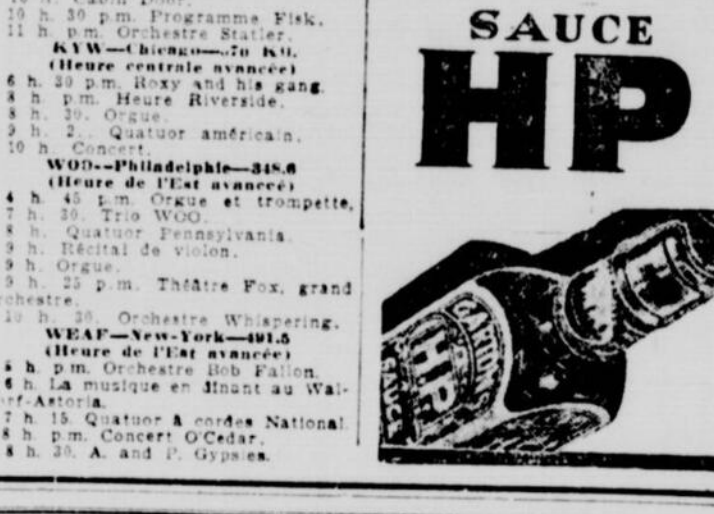 10 h. 30 p.m. Programme Fisk.
11 h. p.m. Orchestre Statler.
KYW—Chicago
(Heure centrale avancée)
6 h. 30 p.m. Roxy and his gang.
8 h. p.m. Heure Riverside.
8 h. 30. Orgue.
9 h. Quatuor américain.
10 h. Concert.
WOO--Philadelphie—348.6
(Heure de l'Est avancée)
4 h. 45 p.m. Orgue et trompette.
7 h. 30. Trio WOO.
8 h. Quatuor Pennsylvania.
9 h. Récital de violon.
9 h. Orgue.
9 h. 25 p.m. Théâtre Fox, grand
rchestre.
10 h. 30. Orchestre Whispering.
WEAF—New-York—491.5
(Heure de l'Est avancée)
5 h. p.m. Orchestre Bob Fallon.
6 h. La musique en dînant au Wal-
rf-Astoria.
7 h. 15. Quatuor à cordes National.
8 h. p.m. Concert O'Cedar.
8 h. 30. A. and P. Gypsies.
SAUCE
HP
GARTON'S
H.P.
SAUCE